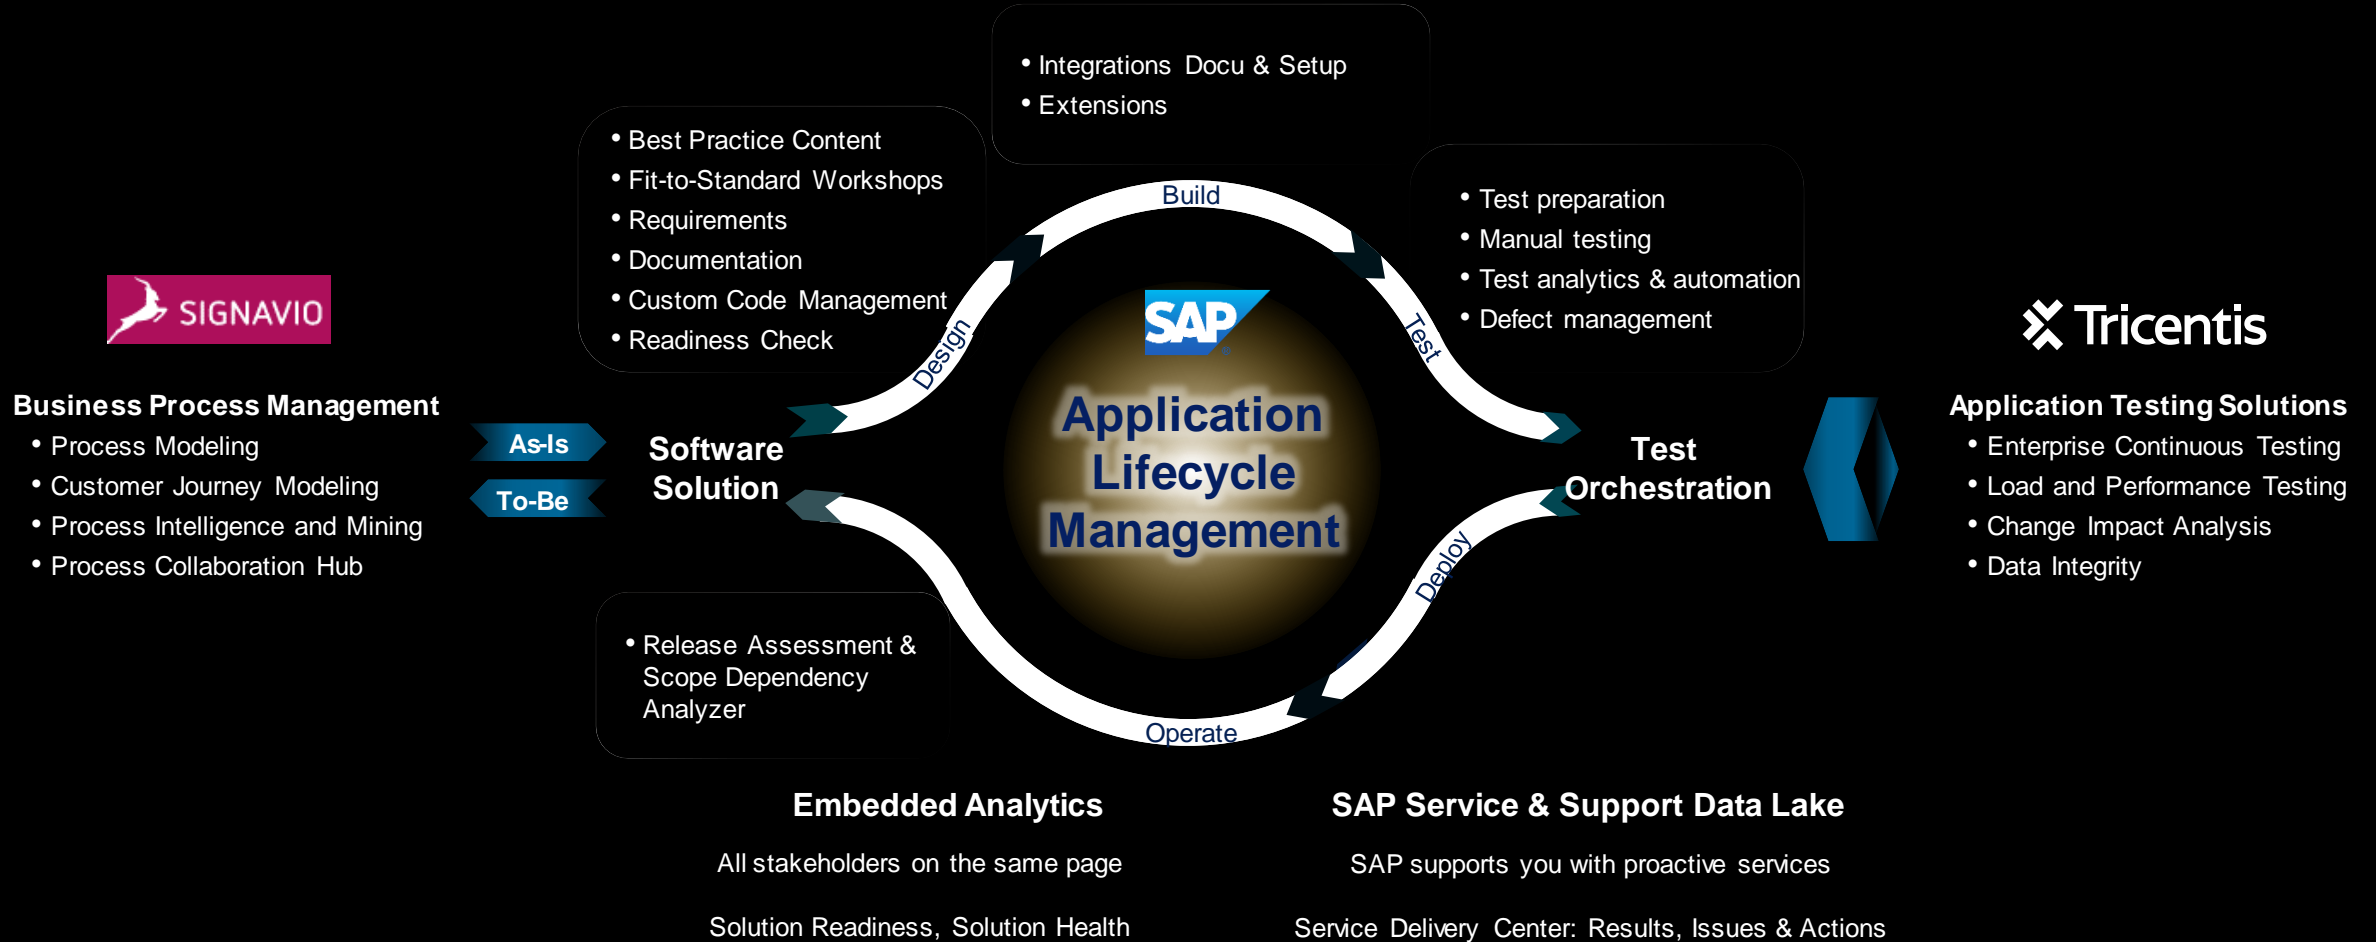 • Integrations Docu & Setup
• Extensions
• Best Practice Content
• Fit-to-Standard Workshops
• Requirements
• Documentation
• Custom Code Management
• Readiness Check
• Test preparation
• Manual testing
• Test analytics & automation
• Defect management
Build
Design
Test
SIGNAVIO
SAP
®
Tricentis
Business Process Management
• Process Modeling
• Customer Journey Modeling
• Process Intelligence and Mining
• Process Collaboration Hub
As-Is
To-Be
Software
Solution
Application
Lifecycle
Management
Test
Orchestration
Application Testing Solutions
• Enterprise Continuous Testing
• Load and Performance Testing
• Change Impact Analysis
• Data Integrity
Deploy
• Release Assessment &
Scope Dependency
Analyzer
Operate
Embedded Analytics
All stakeholders on the same page
Solution Readiness, Solution Health
SAP Service & Support Data Lake
SAP supports you with proactive services
Service Delivery Center: Results, Issues & Actions